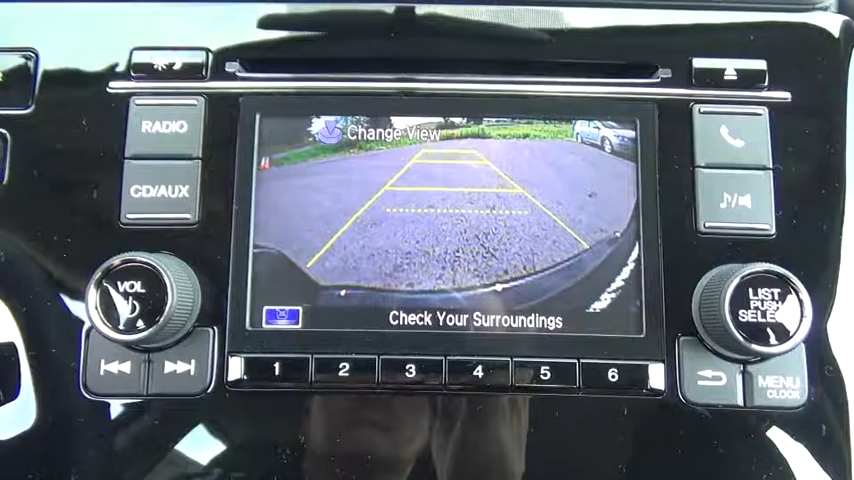 RADIO
CD/AUX
VOL
Change View
Check Your Surroundings
1 2 3 4 5 6
LIST
PUSH
SELECT
MENU
CLOCK